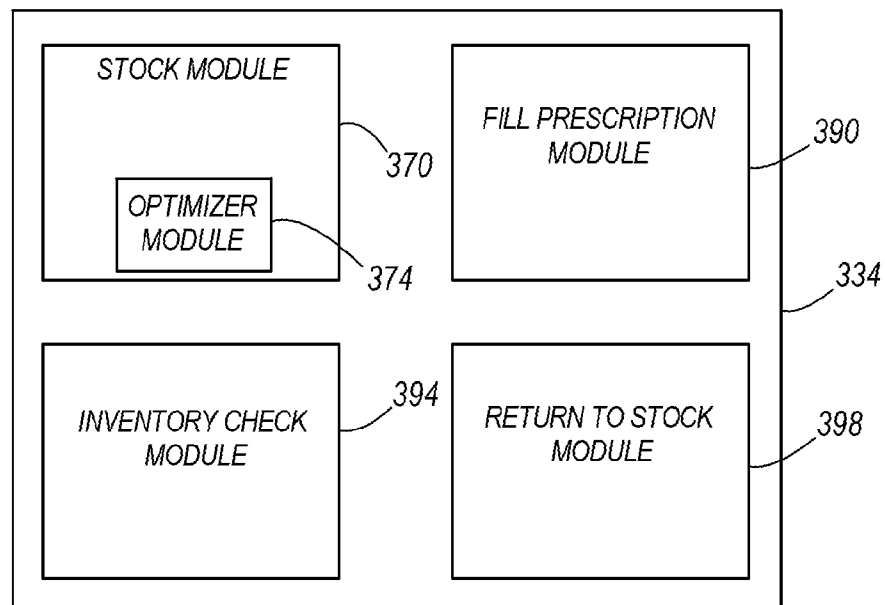 STOCK MODULE
370
OPTIMIZER
MODULE
374
FILL PRESCRIPTION
MODULE
390
334
INVENTORY CHECK
MODULE
394
RETURN TO STOCK
MODULE
398